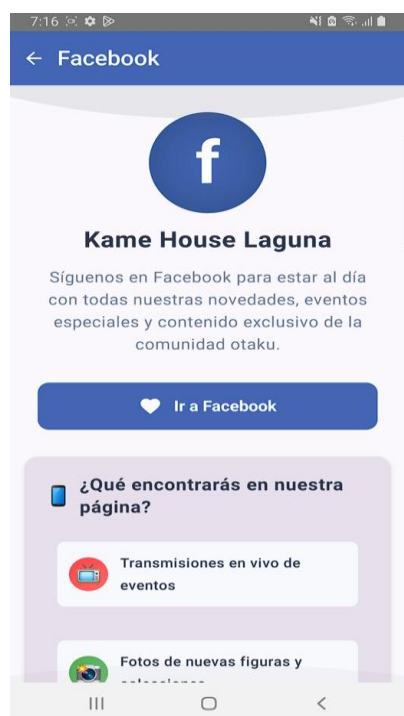 7:16
Facebook
f
Kame House Laguna
Síguenos en Facebook para estar al día
con todas nuestras novedades, eventos
especiales y contenido exclusivo de la
comunidad otaku.
Ir a Facebook
¿Qué encontrarás en nuestra
página?
Transmisiones en vivo de
eventos
Fotos de nuevas figuras y